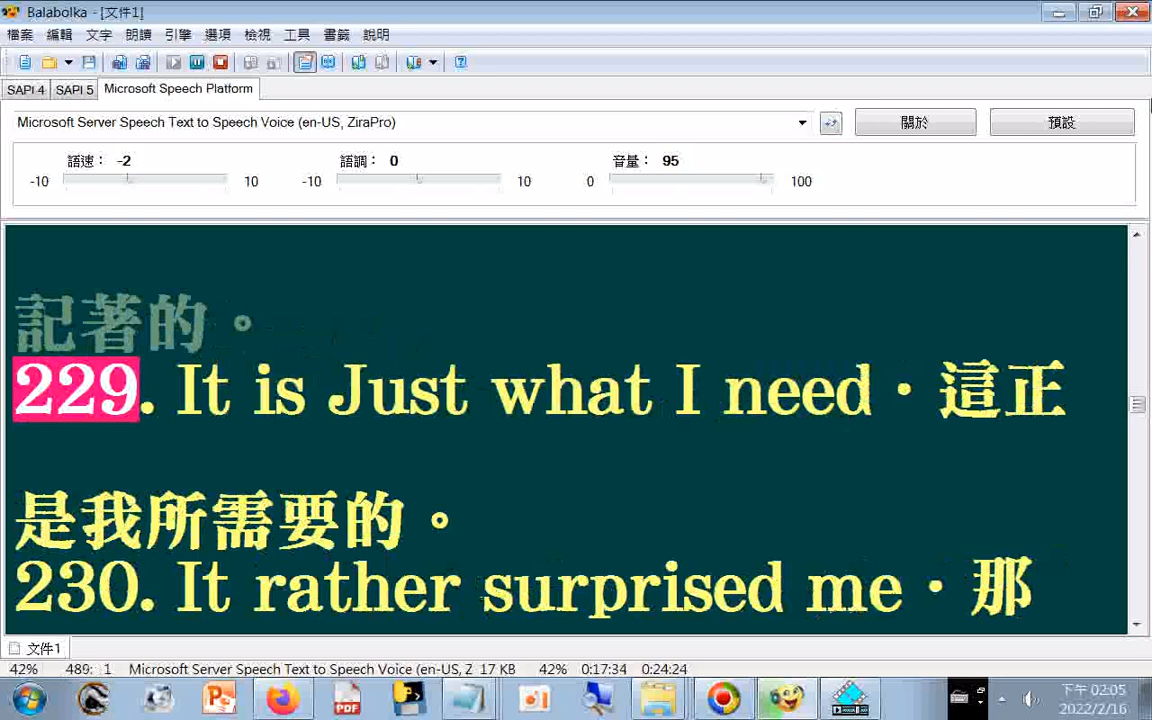 Balabolka - [文件1]
檔案 編輯 文字 朗讀 引擎 選項 檢視 工具 書籤 說明
SAPI 4 SAPI 5 Microsoft Speech Platform
Microsoft Server Speech Text to Speech Voice (en-US, ZiraPro) 關於 預設
語速： -2 語調： 0 音量： 95
-10 10 -10 10 0 100
記著的。
229. It is Just what I need·這正
是我所需要的。
230. It rather surprised me·那
文件1
42% 489: 1 Microsoft Server Speech Text to Speech Voice (en-US, Z 17 KB 42% 0:17:34 0:24:24
PDF
下午 02:05
2022/2/16